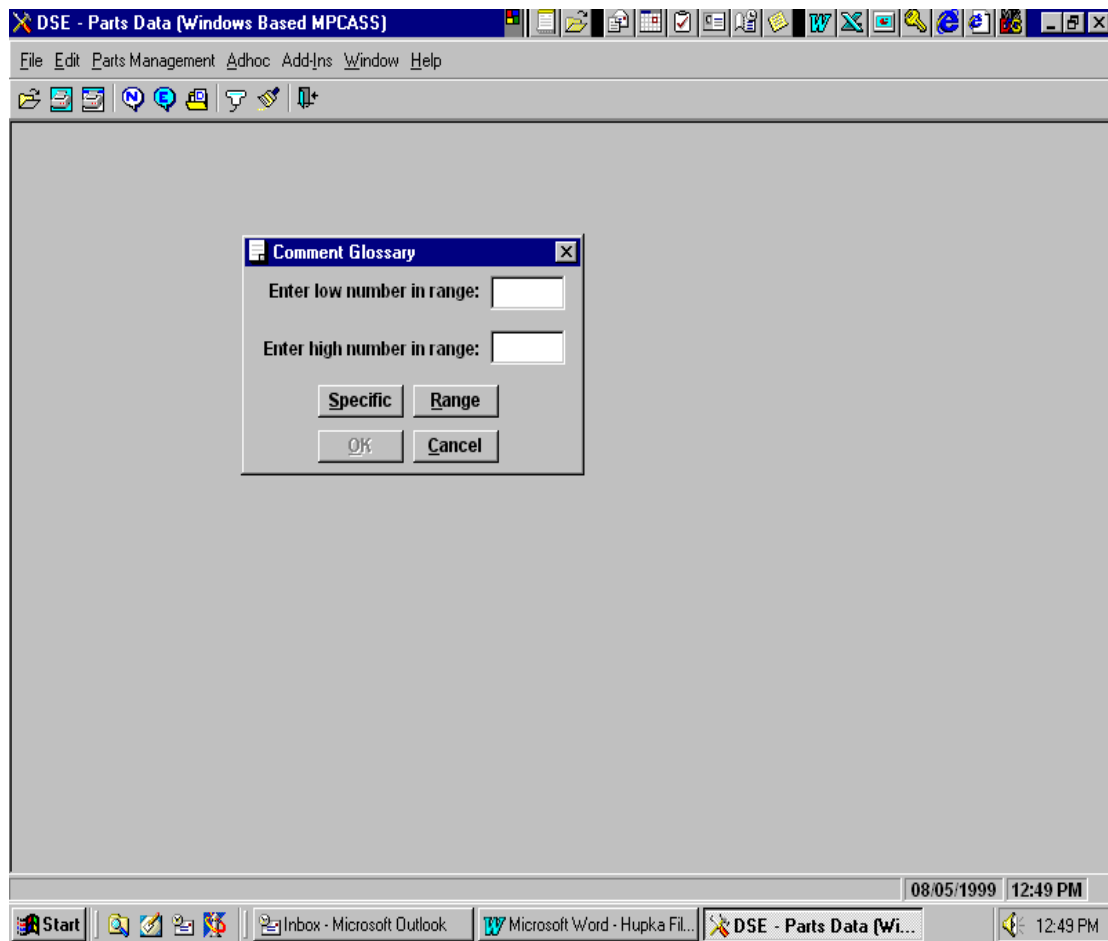 DSE - Parts Data (Windows Based MPCASS)
File Edit Parts Management Adhoc Add-Ins Window Help
N E
Comment Glossary
Enter low number in range:
Enter high number in range:
Specific Range
OK Cancel
08/05/1999 12:49 PM
Start Inbox - Microsoft Outlook Microsoft Word - Hupka Fil... DSE - Parts Data (Wi... 12:49 PM